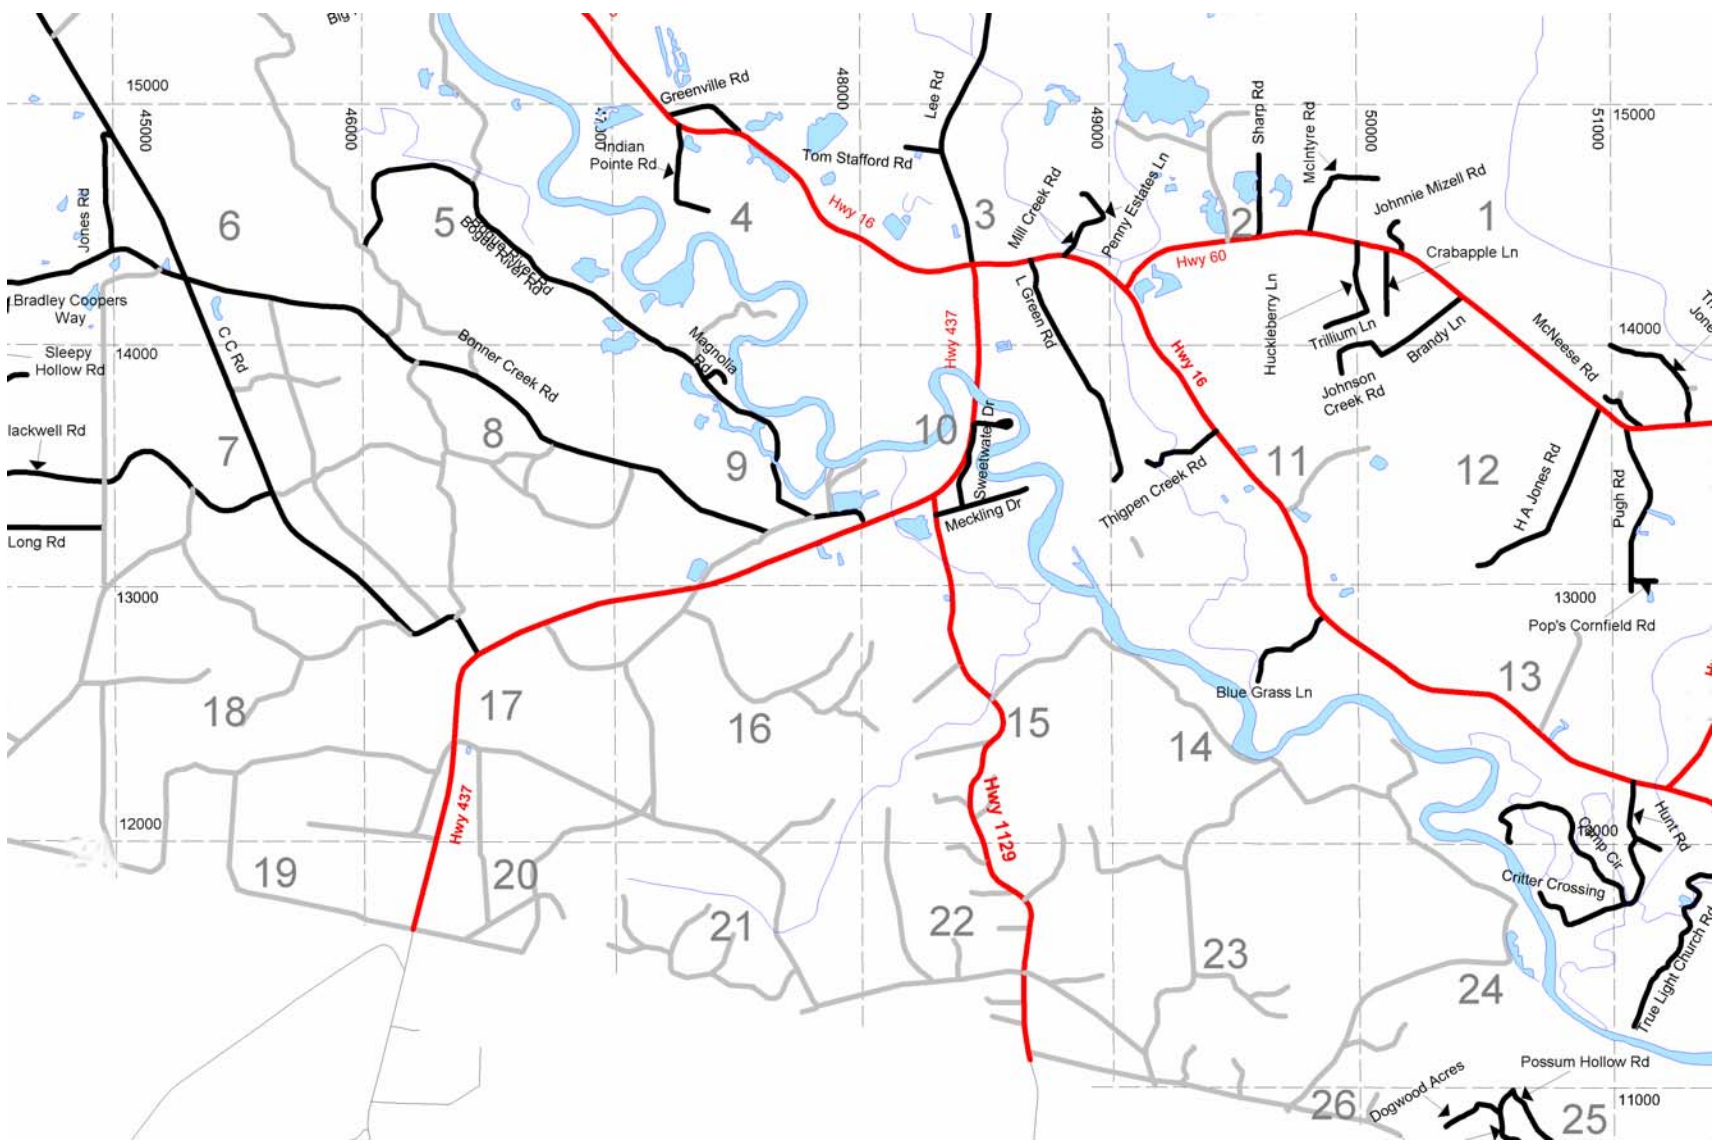 Big
15000
45000
46000
47000
48000
49000
50000
51000
15000
Greenville Rd
Lee Rd
Sharp Rd
McIntyre Rd
Indian
Pointe Rd
Tom Stafford Rd
Mill Creek Rd
Penny Estates Ln
Johnnie Mizell Rd
Jones Rd
6
5
4
3
2
1
Hwy 16
Hwy 60
Crabapple Ln
Bogue River Rd
Bogue River Rd
Bradley Coopers
Way
L Green Rd
Huckleberry Ln
Trillium Ln
Brandy Ln
McNeese Rd
14000
Sleepy
Hollow Rd
14000
C C Rd
Bonner Creek Rd
Magnolia
Rd
Hwy 437
Hwy 16
Johnson
Creek Rd
lackwell Rd
7
8
9
10
11
12
Sweetwater Dr
Meckling Dr
Thigpen Creek Rd
H A Jones Rd
Pugh Rd
Long Rd
13000
13000
Pop's Cornfield Rd
Blue Grass Ln
18
17
16
15
14
13
Hwy 437
Hwy 1129
12000
12000
Hunt Rd
Camp Cir
Critter Crossing
19
20
21
22
23
24
True Light Church Rd
Possum Hollow Rd
Dogwood Acres
26
25
11000